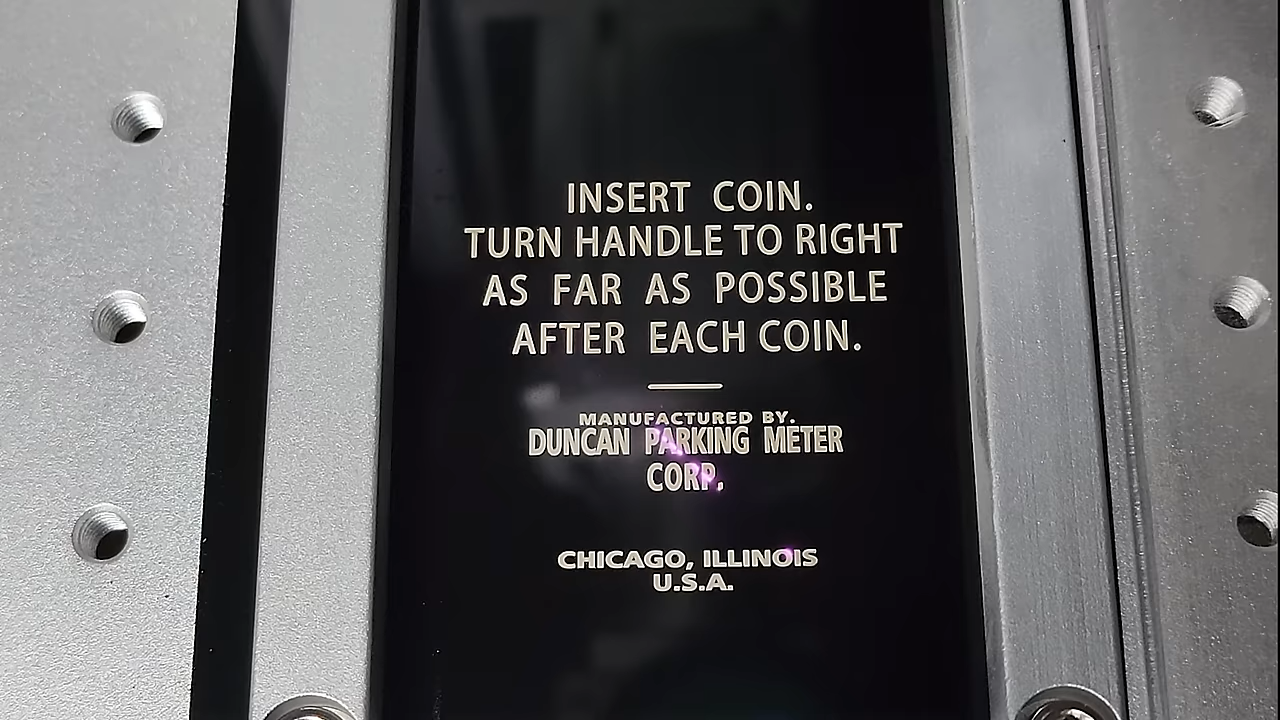 INSERT COIN.
TURN HANDLE TO RIGHT
AS FAR AS POSSIBLE
AFTER EACH COIN.
MANUFACTURED BY.
DUNCAN PARKING METER
CORP.
CHICAGO, ILLINOIS
U.S.A.